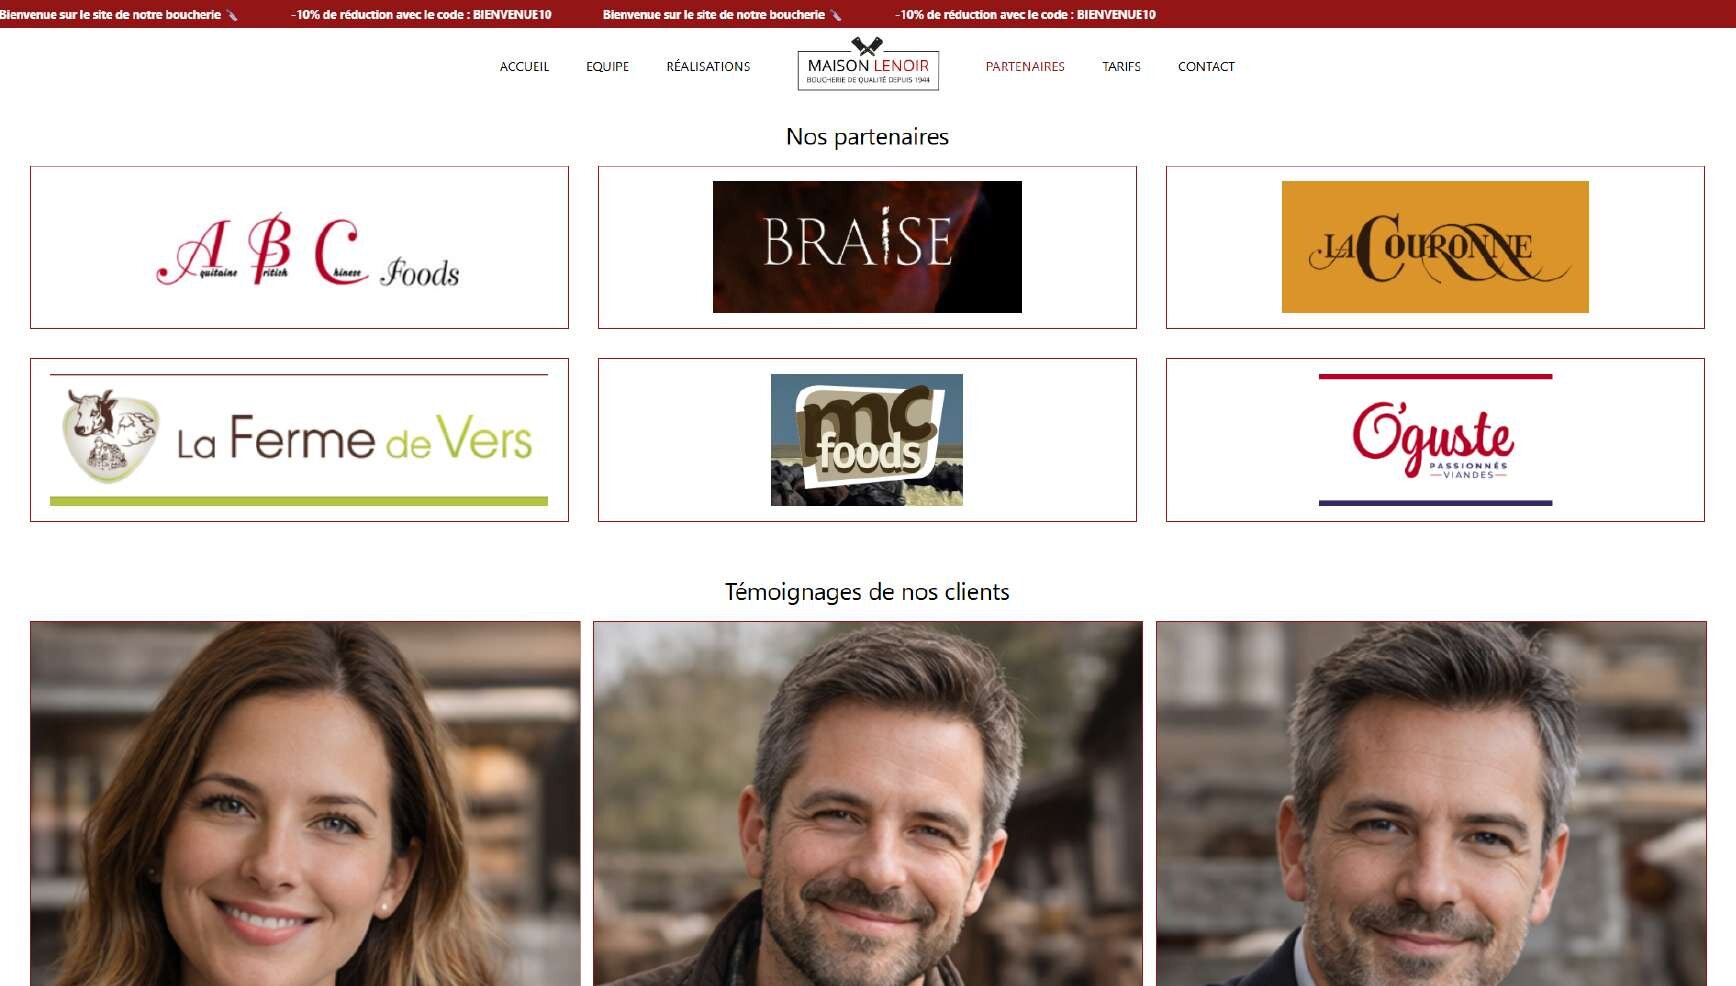 Bienvenue sur le site de notre boucherie 🔪 -10% de réduction avec le code : BIENVENUE10 Bienvenue sur le site de notre boucherie 🔪 -10% de réduction avec le code : BIENVENUE10
ACCUEIL EQUIPE RÉALISATIONS
MAISON LENOIR
BOUCHERIE DE QUALITÉ DEPUIS 1944
PARTENAIRES TARIFS CONTACT
Nos partenaires
A B C Foods
quitaine ritish hinese
BRAiSE
LA COURONNE
La Ferme de Vers
mc
foods
O'guste
PASSIONNÉS
VIANDES
Témoignages de nos clients